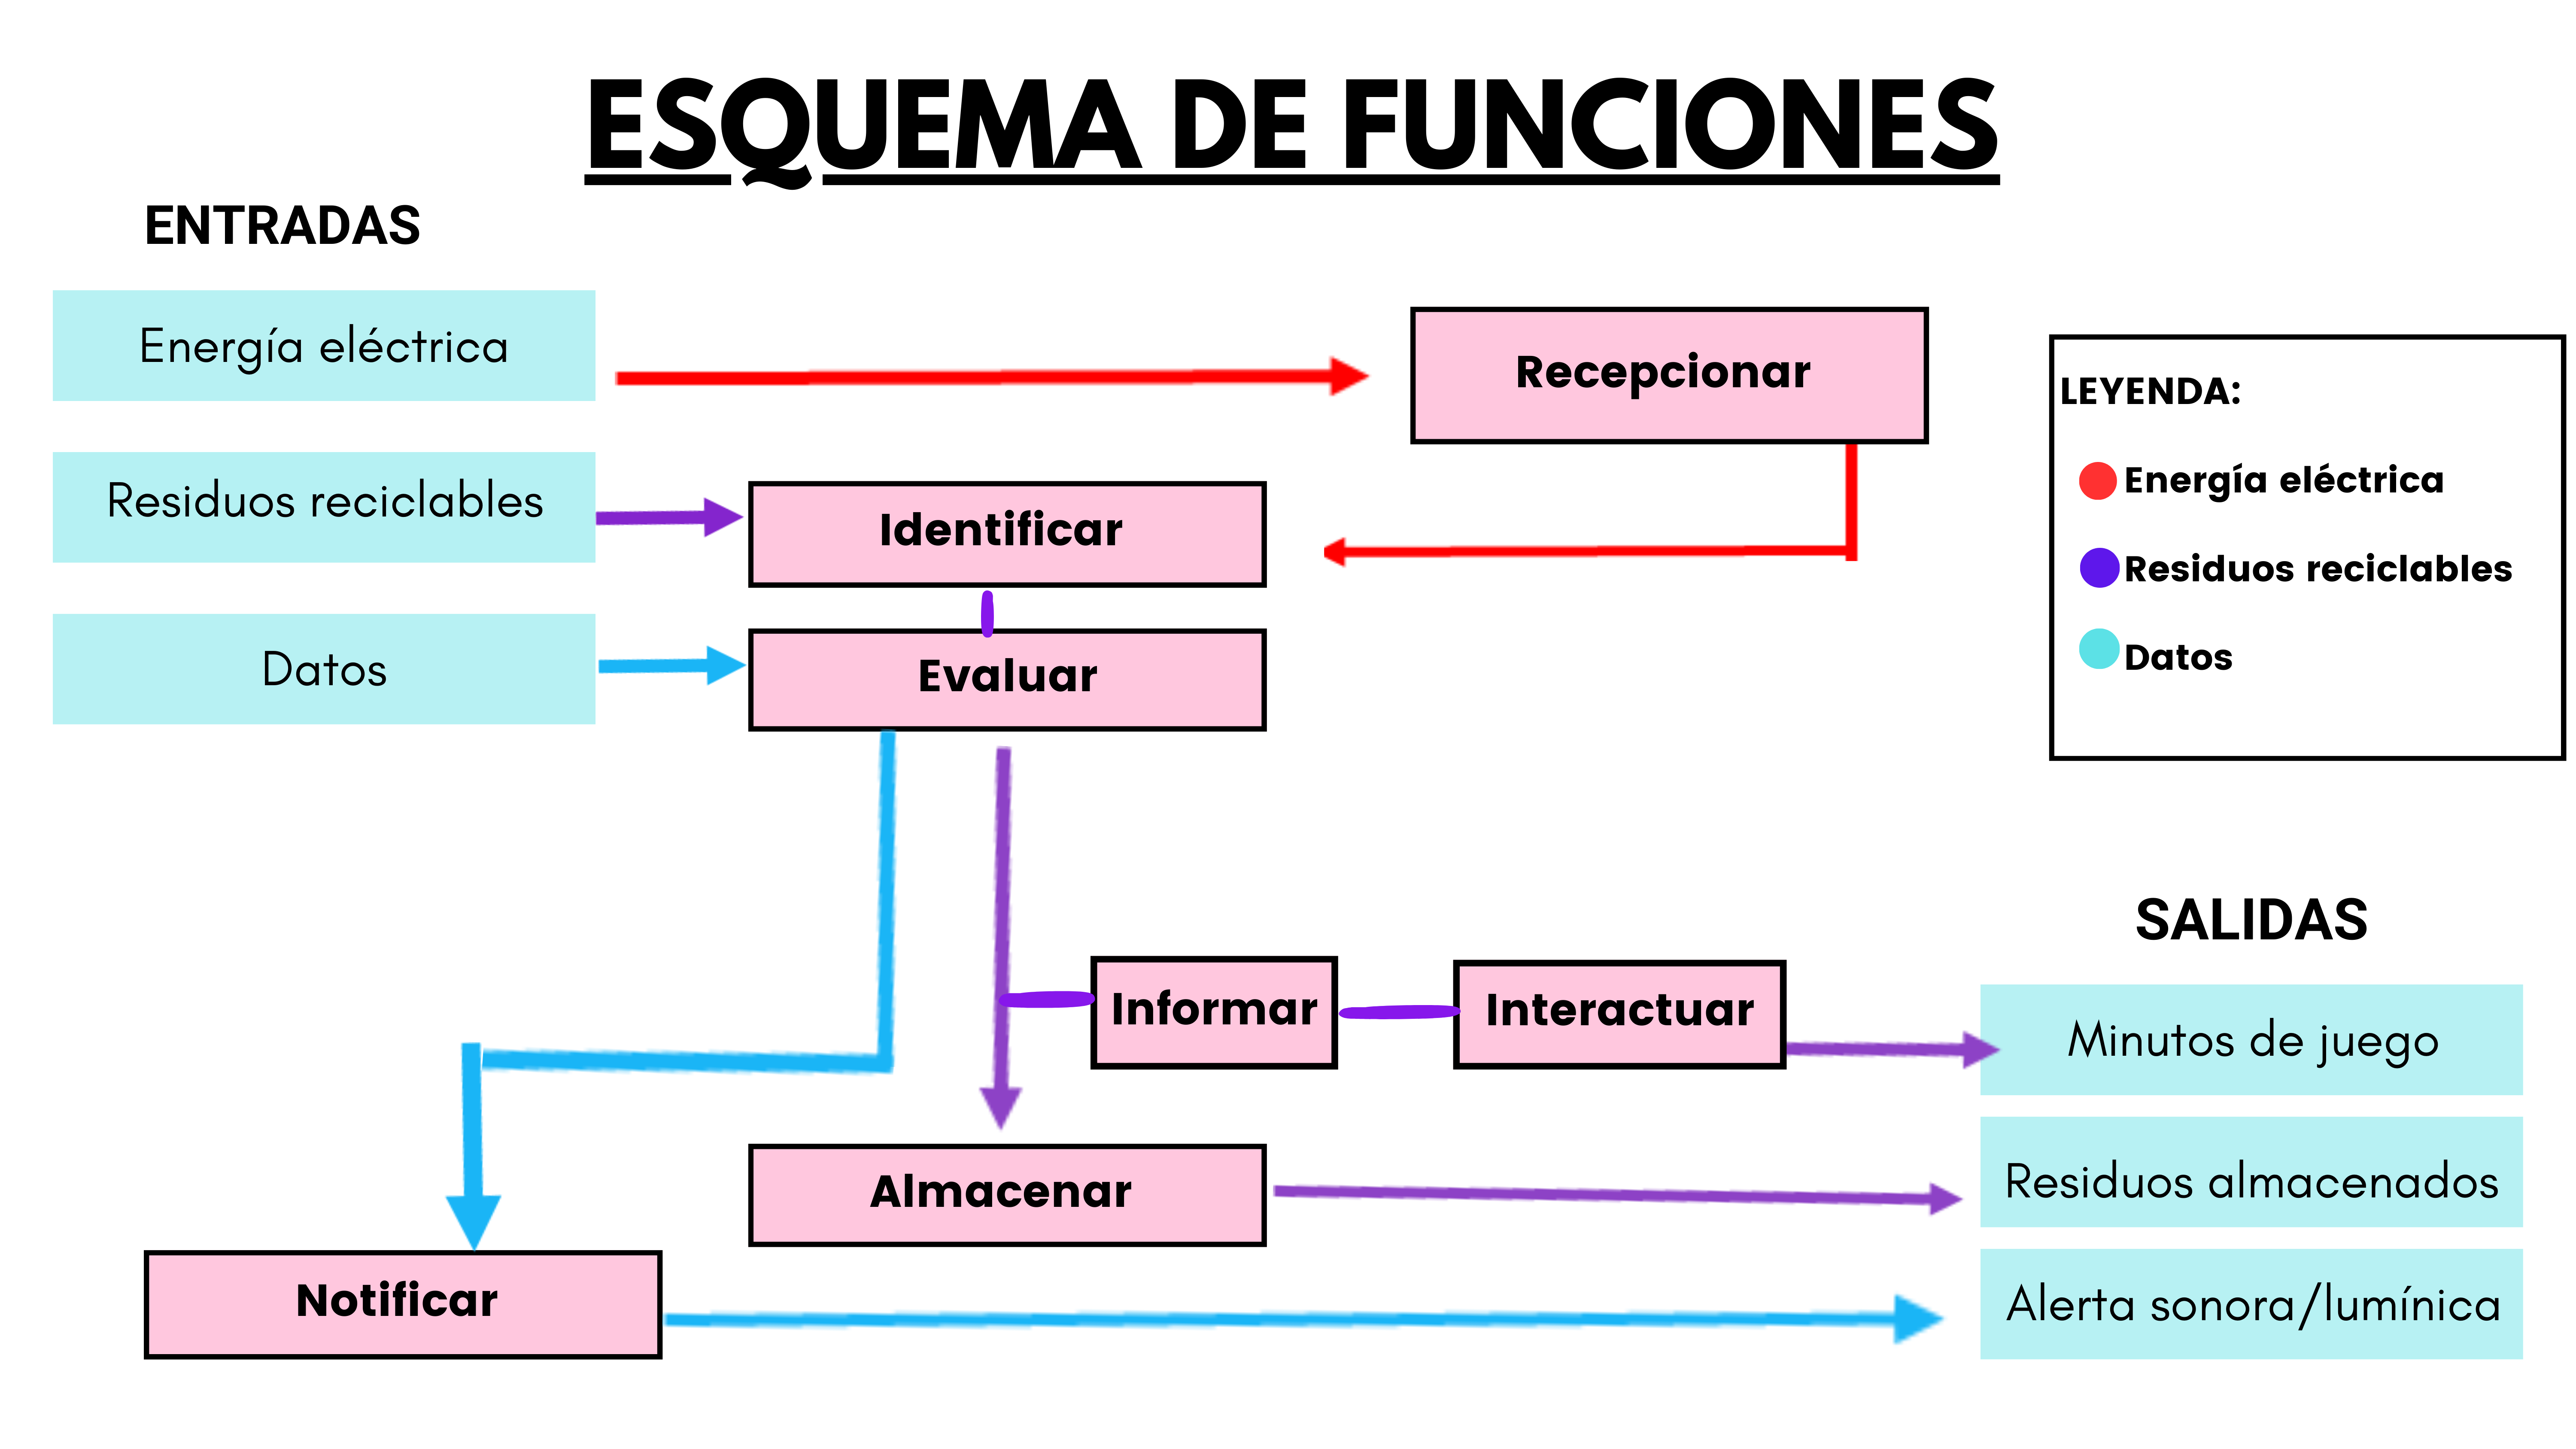 ESQUEMA DE FUNCIONES
ENTRADAS
Energía eléctrica
Recepcionar
LEYENDA:
Energía eléctrica
Residuos reciclables
Datos
Residuos reciclables
Identificar
Datos
Evaluar
SALIDAS
Informar
Interactuar
Minutos de juego
Almacenar
Residuos almacenados
Notificar
Alerta sonora/lumínica